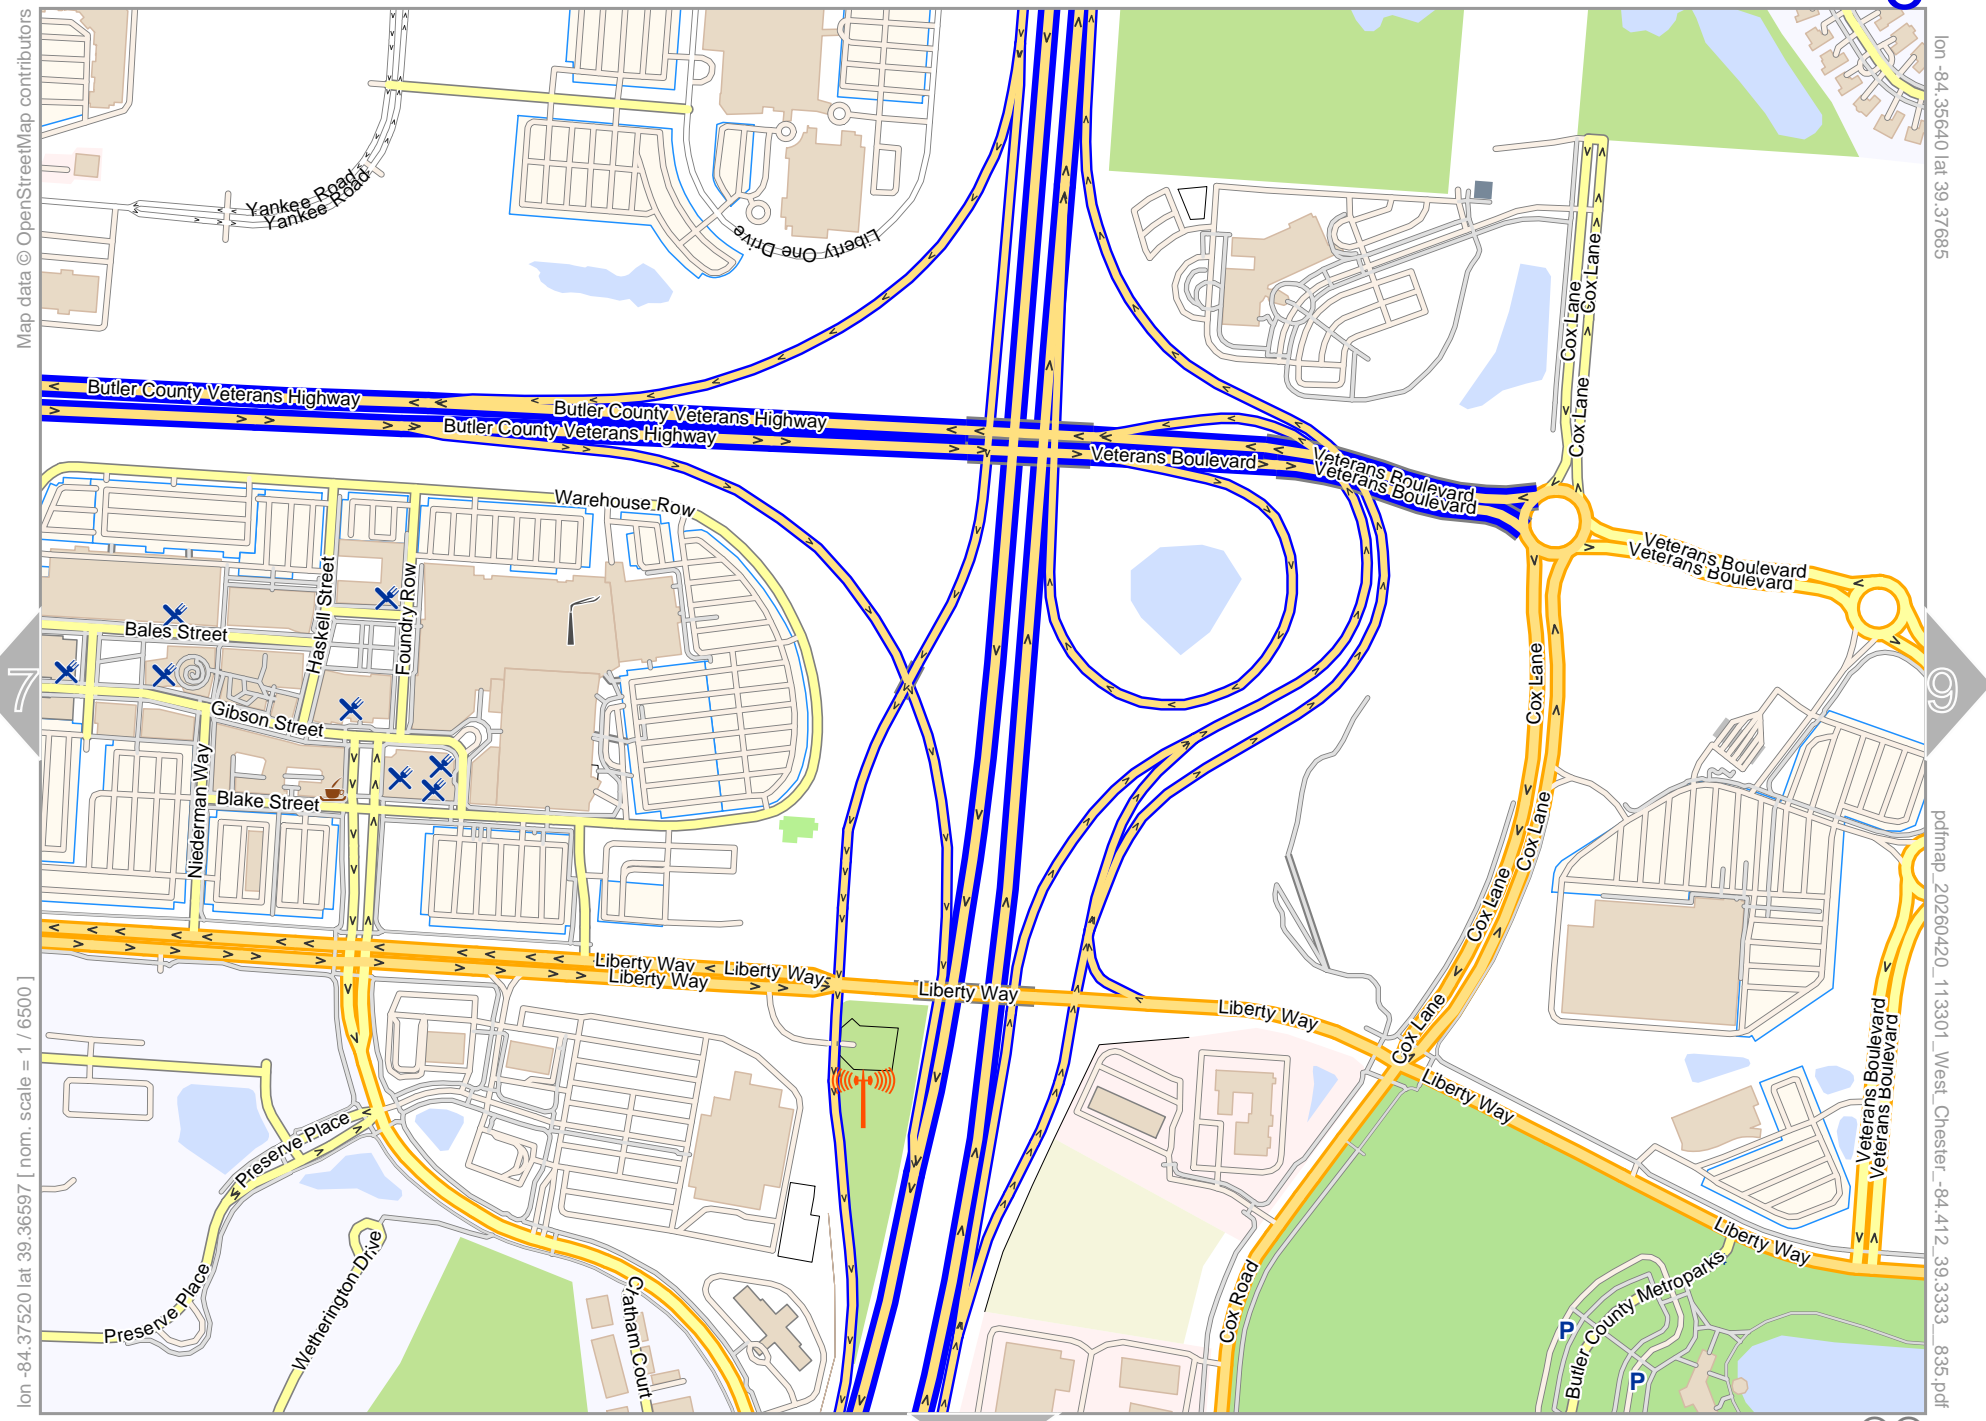 Map data © OpenStreetMap contributors
lon -84.37520 lat 39.36597 [ nom. scale = 1 / 6500 ]
lon -84.35640 lat 39.37685
pdfmap_20260420_113301_West_Chester_-84.412_39.3333__835.pdf
7
9
Yankee Road
Yankee Road
Liberty One Drive
Butler County Veterans Highway
Butler County Veterans Highway
Butler County Veterans Highway
Veterans Boulevard
Veterans Boulevard
Veterans Boulevard
Veterans Boulevard
Veterans Boulevard
Cox Lane
Cox Lane
Cox Lane
Warehouse Row
Haskell Street
Foundry Row
Bales Street
Gibson Street
Niederman Way
Blake Street
Cox Lane
Cox Lane
Cox Lane
Cox Lane
Liberty Way
Liberty Way
Liberty Way
Liberty Way
Liberty Way
Liberty Way
Liberty Way
Veterans Boulevard
Veterans Boulevard
Preserve Place
Preserve Place
Wetherington Drive
Chatham Court
Cox Road
Butler County Metroparks
P
P